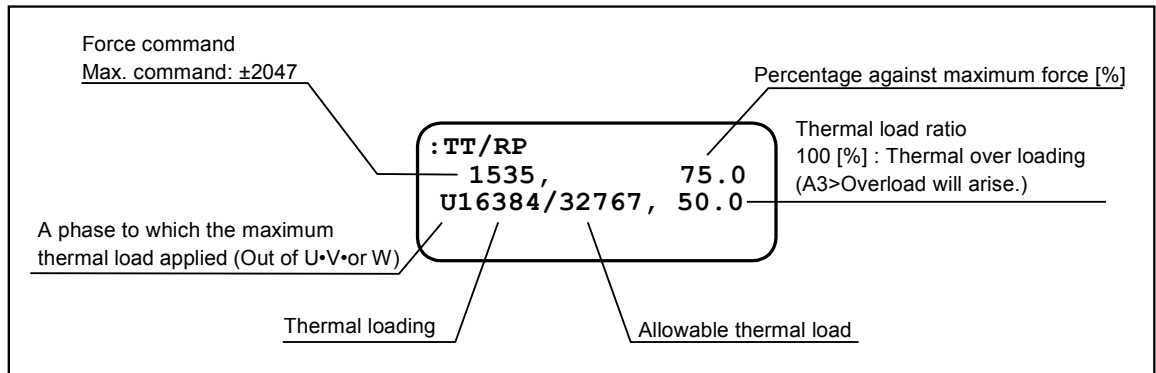 Force command
Max. command: ±2047
Percentage against maximum force [%]
:TT/RP
1535, 75.0
U16384/32767, 50.0
Thermal load ratio
100 [%] : Thermal over loading
(A3>Overload will arise.)
A phase to which the maximum
thermal load applied (Out of U•V•or W)
Thermal loading
Allowable thermal load